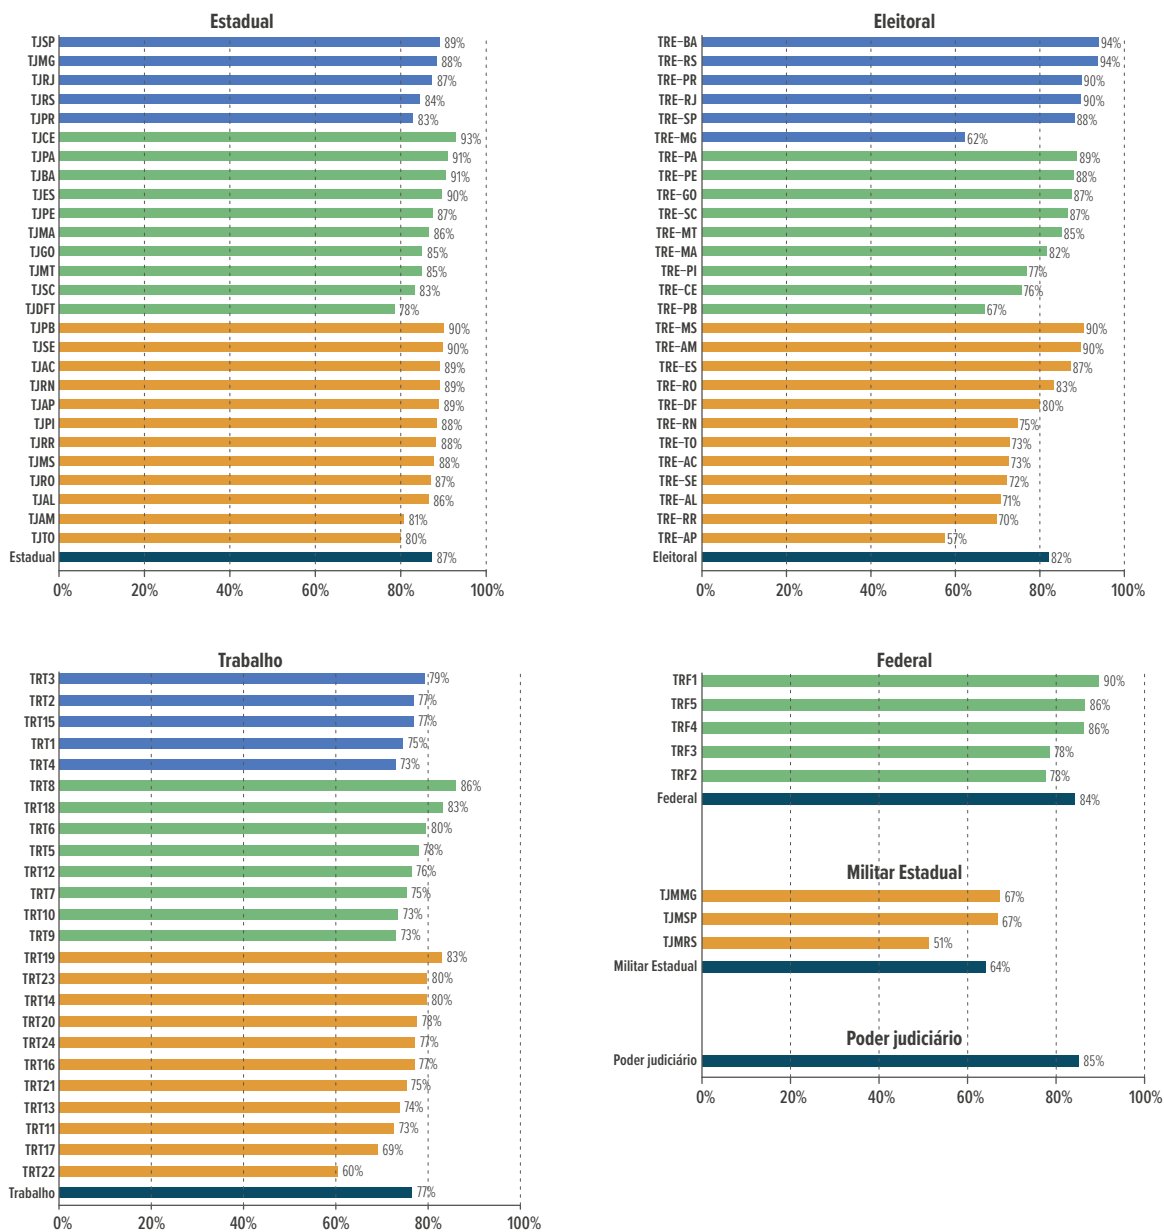 Estadual
TJSP 89%
TJMG 88%
TJRJ 87%
TJRS 84%
TJPR 83%
TJCE 93%
TJPA 91%
TJBA 91%
TJES 90%
TJPE 87%
TJMA 86%
TJGO 85%
TJMT 85%
TJSC 83%
TJDFT 78%
TJPB 90%
TJSE 90%
TJAC 89%
TJRN 89%
TJAP 89%
TJPI 88%
TJRR 88%
TJMS 88%
TJRO 87%
TJAL 86%
TJAM 81%
TJTO 80%
Estadual 87%
0% 20% 40% 60% 80% 100%
Eleitoral
TRE-BA 94%
TRE-RS 94%
TRE-PR 90%
TRE-RJ 90%
TRE-SP 88%
TRE-MG 62%
TRE-PA 89%
TRE-PE 88%
TRE-GO 87%
TRE-SC 87%
TRE-MT 85%
TRE-MA 82%
TRE-PI 77%
TRE-CE 76%
TRE-PB 67%
TRE-MS 90%
TRE-AM 90%
TRE-ES 87%
TRE-RO 83%
TRE-DF 80%
TRE-RN 75%
TRE-TO 73%
TRE-AC 73%
TRE-SE 72%
TRE-AL 71%
TRE-RR 70%
TRE-AP 57%
Eleitoral 82%
0% 20% 40% 60% 80% 100%
Trabalho
TRT3 79%
TRT2 77%
TRT15 77%
TRT1 75%
TRT4 73%
TRT8 86%
TRT18 83%
TRT6 80%
TRT5 78%
TRT12 76%
TRT7 75%
TRT10 73%
TRT9 73%
TRT19 83%
TRT23 80%
TRT14 80%
TRT20 78%
TRT24 77%
TRT16 77%
TRT21 75%
TRT13 74%
TRT11 73%
TRT17 69%
TRT22 60%
Trabalho 77%
0% 20% 40% 60% 80% 100%
Federal
TRF1 90%
TRF5 86%
TRF4 86%
TRF3 78%
TRF2 78%
Federal 84%
Militar Estadual
TJMMG 67%
TJMSP 67%
TJMRS 51%
Militar Estadual 64%
Poder judiciário
Poder judiciário 85%
0% 20% 40% 60% 80% 100%